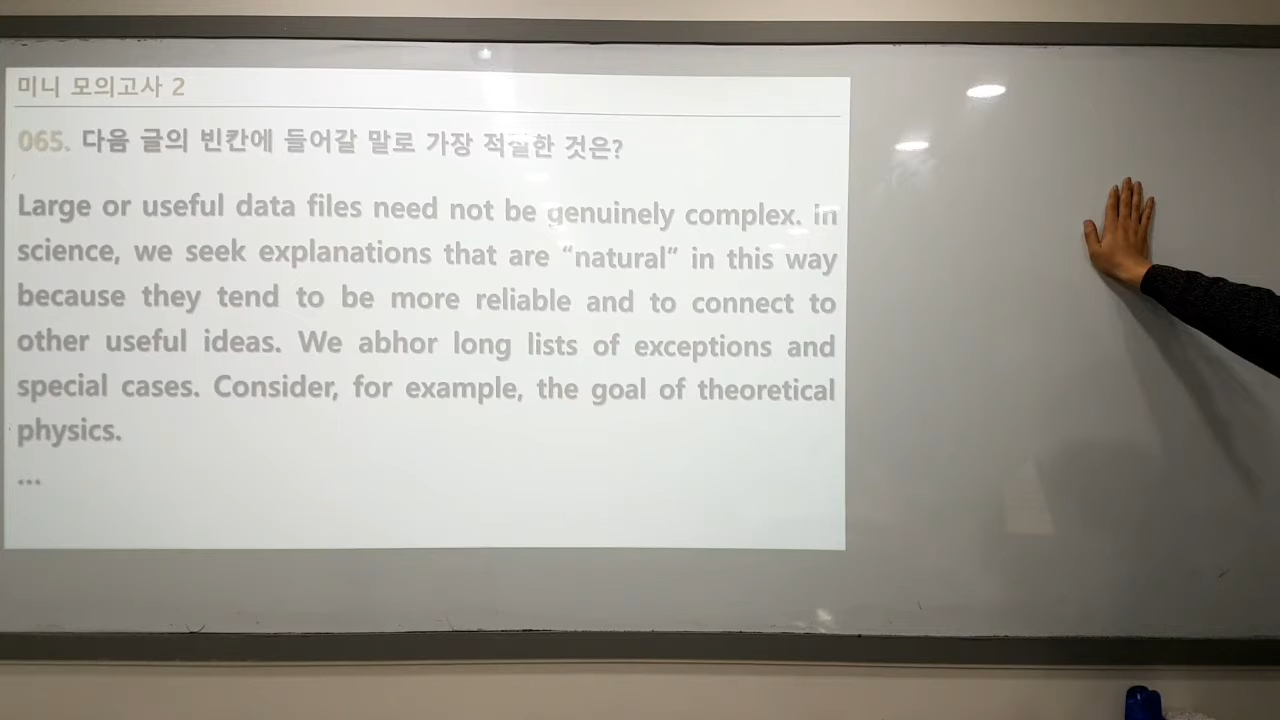 미니 모의고사 2
065. 다음 글의 빈칸에 들어갈 말로 가장 적절한 것은?
Large or useful data files need not be genuinely complex. In
science, we seek explanations that are “natural” in this way
because they tend to be more reliable and to connect to
other useful ideas. We abhor long lists of exceptions and
special cases. Consider, for example, the goal of theoretical
physics.
...